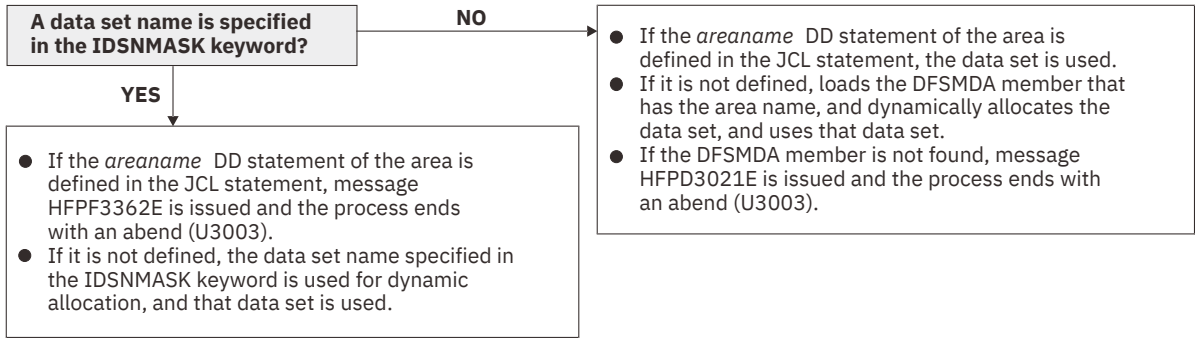 A data set name is specified
in the IDSNMASK keyword?
NO
YES
● If the areaname DD statement of the area is
defined in the JCL statement, the data set is used.
● If it is not defined, loads the DFSMDA member that
has the area name, and dynamically allocates the
data set, and uses that data set.
● If the DFSMDA member is not found, message
HFPD3021E is issued and the process ends with
an abend (U3003).
● If the areaname DD statement of the area is
defined in the JCL statement, message
HFPF3362E is issued and the process ends
with an abend (U3003).
● If it is not defined, the data set name specified in
the IDSNMASK keyword is used for dynamic
allocation, and that data set is used.